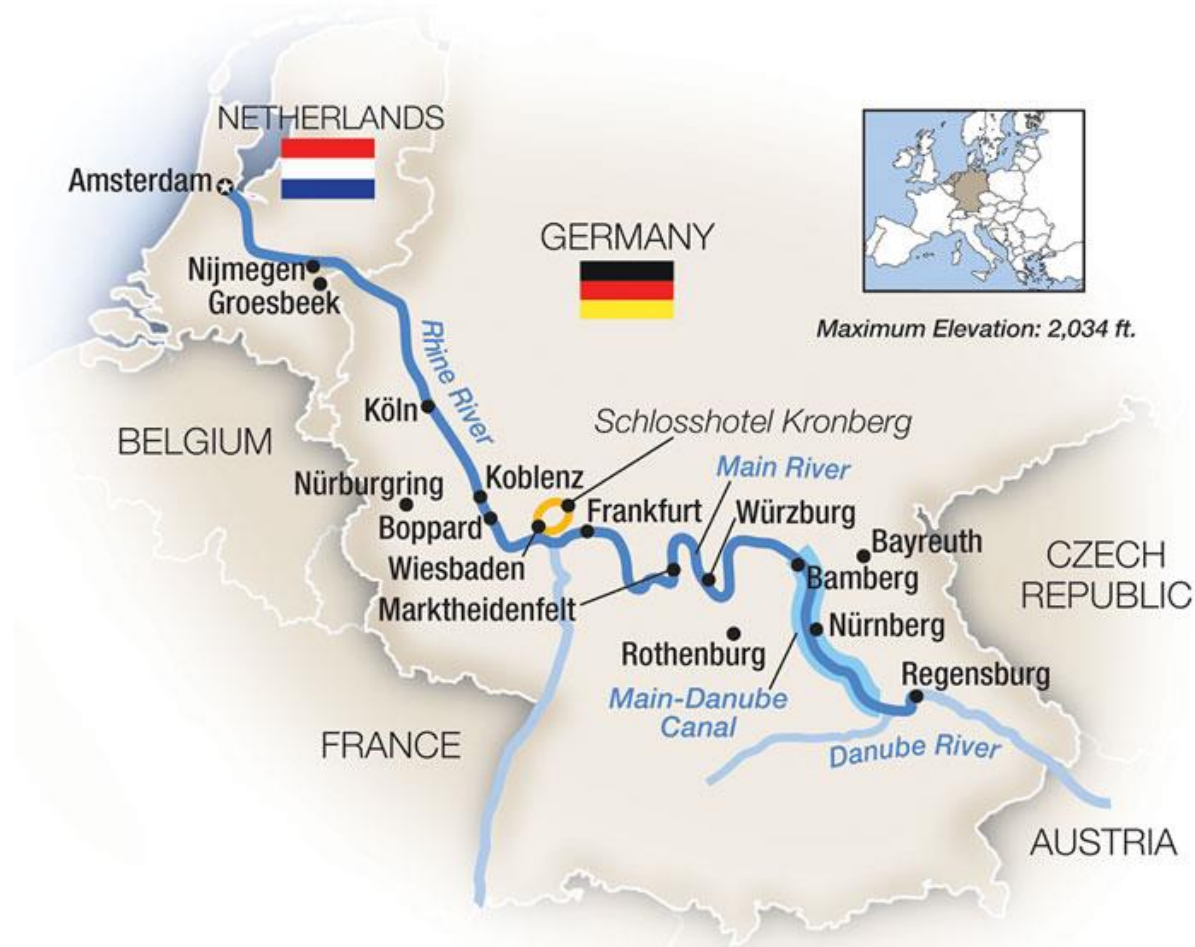 NETHERLANDS
Amsterdam
GERMANY
Nijmegen
Groesbeek
Maximum Elevation: 2,034 ft.
Rhine River
Köln
Schlosshotel Kronberg
BELGIUM
Main River
Koblenz
Nürburgring
Frankfurt
Würzburg
Boppard
Bayreuth
CZECH
REPUBLIC
Wiesbaden
Bamberg
Marktheidenfelt
Nürnberg
Rothenburg
Regensburg
Main-Danube
Canal
FRANCE
Danube River
AUSTRIA